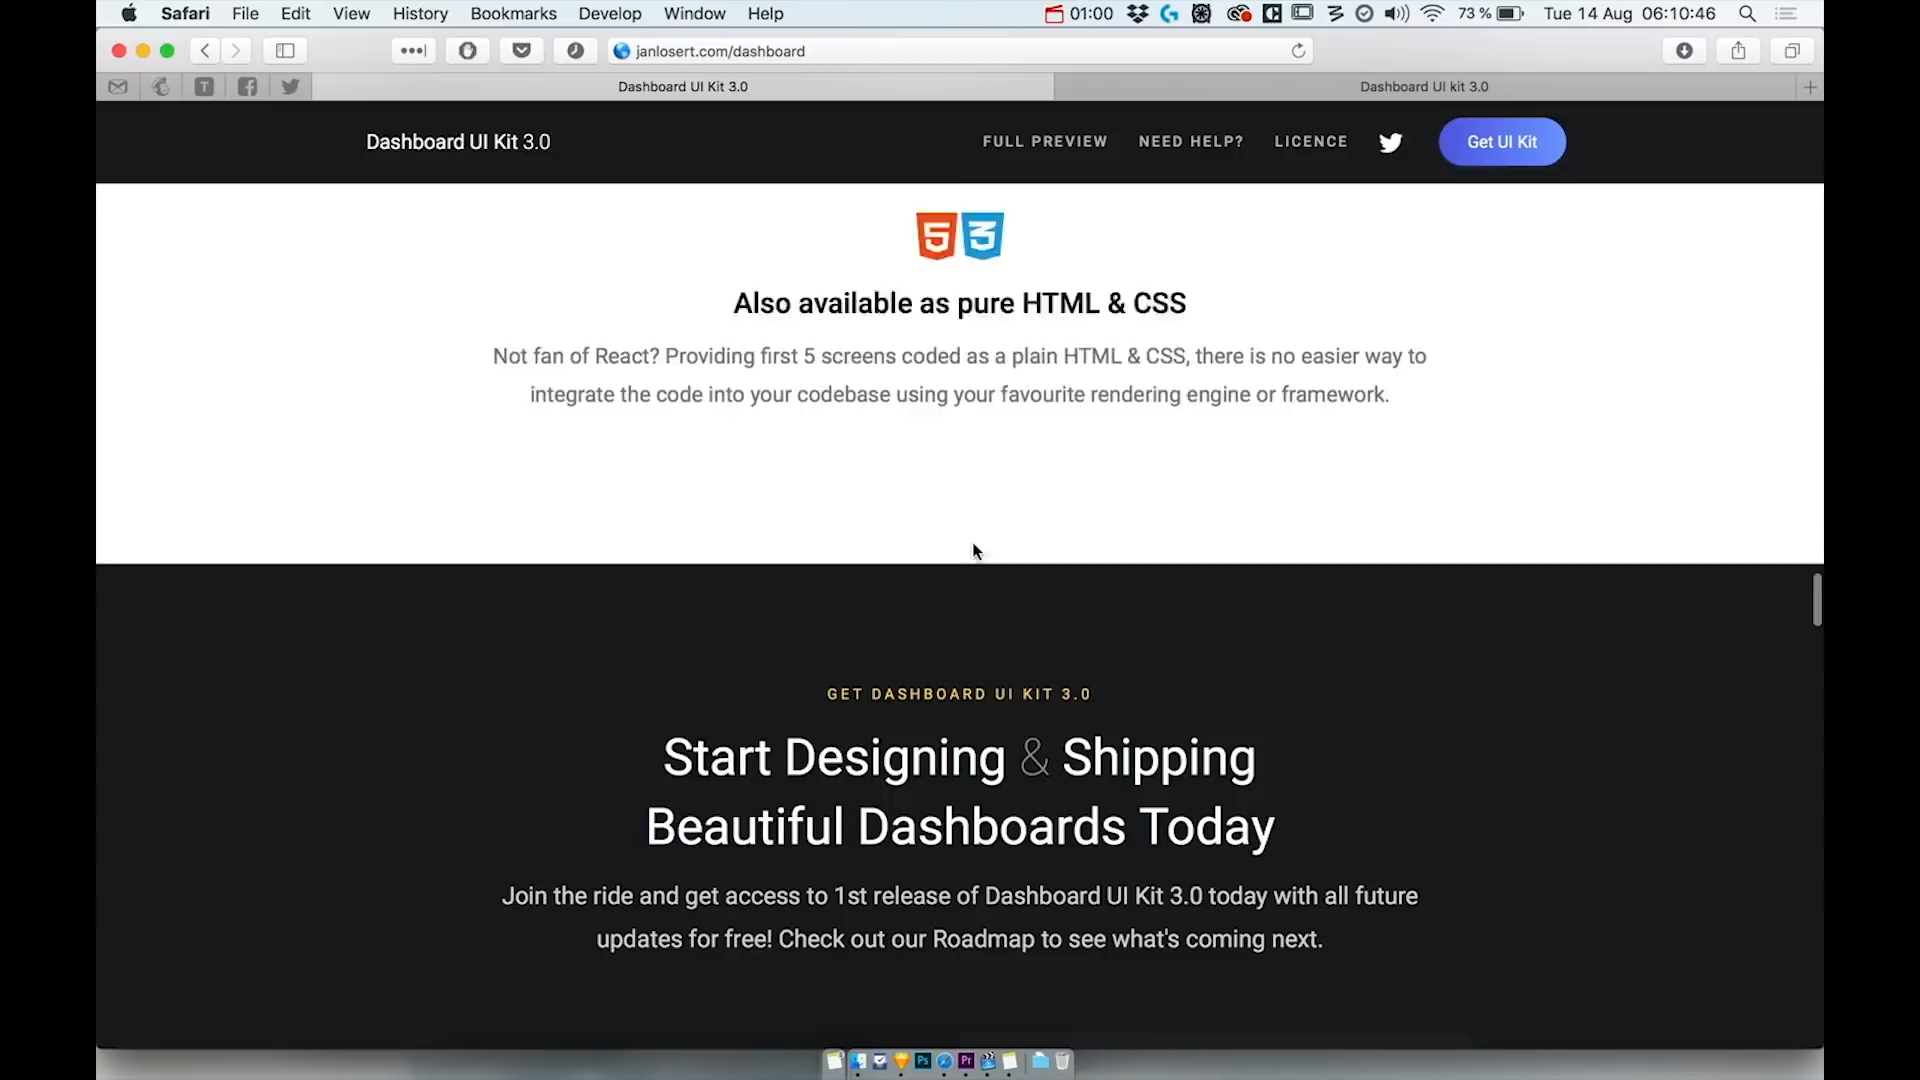 Safari File Edit View History Bookmarks Develop Window Help 01:00 73 % Tue 14 Aug 06:10:46
janlosert.com/dashboard
Dashboard UI Kit 3.0 Dashboard UI kit 3.0
Dashboard UI Kit 3.0 FULL PREVIEW NEED HELP? LICENCE Get UI Kit
5 3
Also available as pure HTML & CSS
Not fan of React? Providing first 5 screens coded as a plain HTML & CSS, there is no easier way to
integrate the code into your codebase using your favourite rendering engine or framework.
GET DASHBOARD UI KIT 3.0
Start Designing & Shipping
Beautiful Dashboards Today
Join the ride and get access to 1st release of Dashboard UI Kit 3.0 today with all future
updates for free! Check out our Roadmap to see what's coming next.
Ps Pr